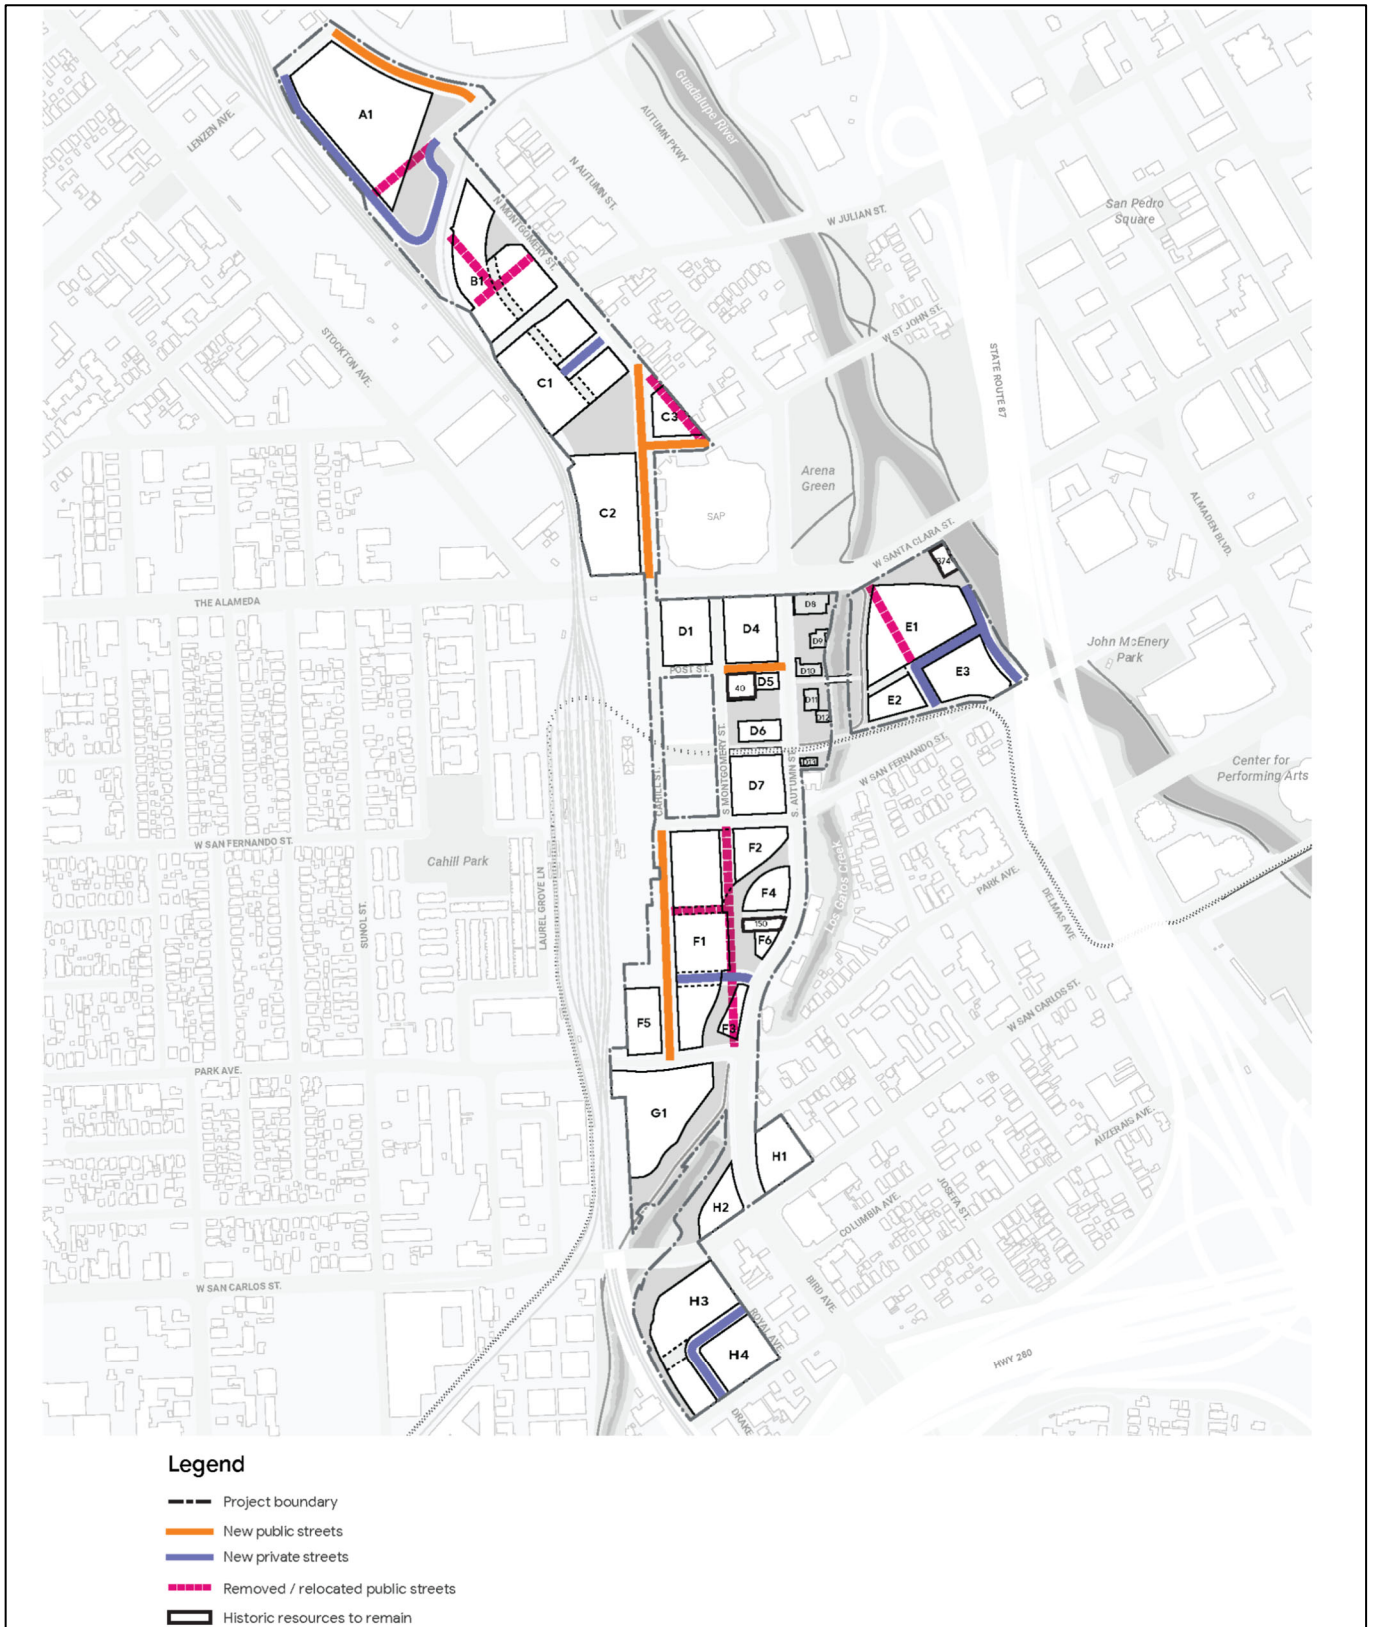 A1
LENZEN AVE.
AUTUMN PKWY
Guadalupe River
N AUTUMN ST.
N MONTGOMERY ST.
W JULIAN ST.
San Pedro
Square
B1
STOCKTON AVE.
W ST JOHN ST.
STATE ROUTE 87
C1
C3
Arena
Green
C2
SAP
ALMADEN BLVD.
W SANTA CLARA ST.
374
THE ALAMEDA
D8
D1
D4
D9
E1
John McEnery
Park
POST ST.
D10
E3
D5
40
D11
E2
D12
D6
S MONTGOMERY ST.
S. AUTUMN ST.
CAHILL ST.
W SAN FERNANDO ST.
Center for
Performing Arts
D7
W SAN FERNANDO ST.
Cahill Park
F2
Los Gatos Creek
PARK AVE.
F4
LAUREL GROVE LN
SUNOL ST.
DELMAS AVE
150
F1
F6
W SAN CARLOS ST.
F5
F3
PARK AVE.
G1
AUZERAIS AVE.
H1
JOSEFA ST.
COLUMBIA AVE.
H2
W SAN CARLOS ST.
BIRD AVE.
H3
ROYAL AVE.
H4
HWY 280
DRAKE
Legend
Project boundary
New public streets
New private streets
Removed / relocated public streets
Historic resources to remain